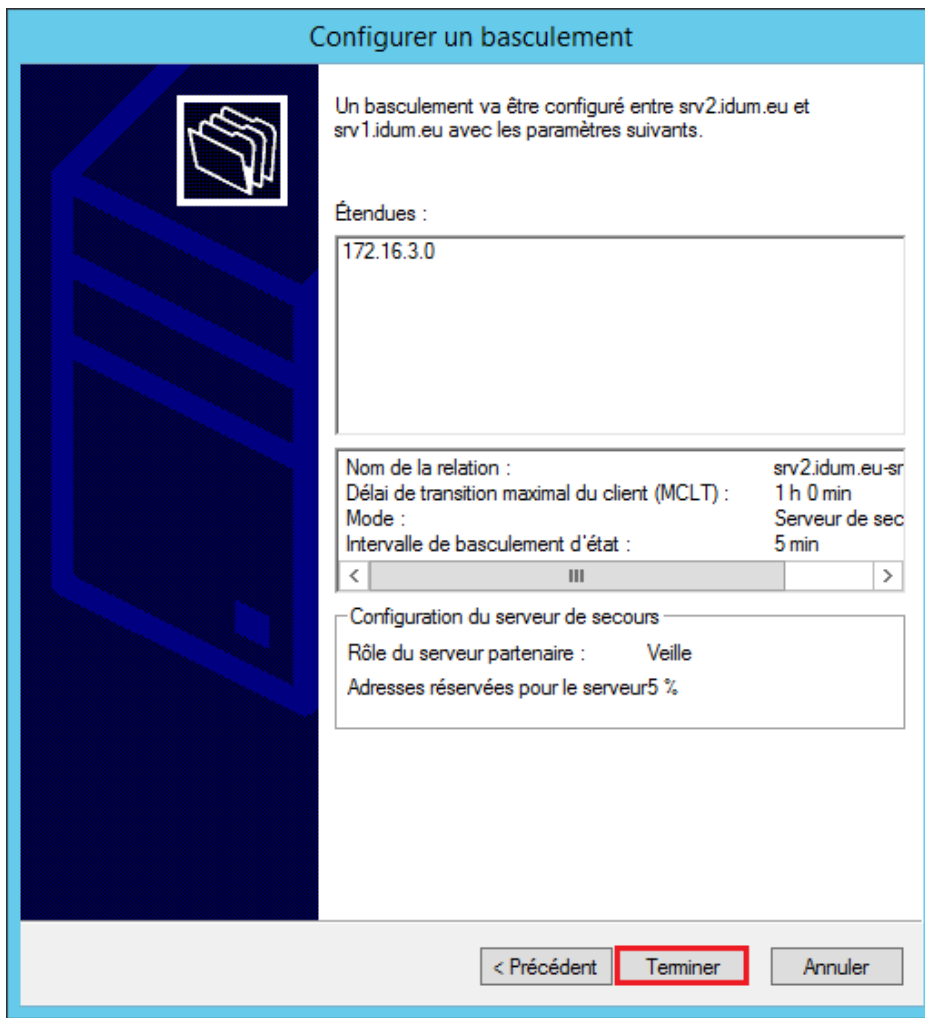 Configurer un basculement
Un basculement va être configuré entre srv2.idum.eu et
srv1.idum.eu avec les paramètres suivants.
Étendues :
172.16.3.0
Nom de la relation : srv2.idum.eu-sr
Délai de transition maximal du client (MCLT) : 1 h 0 min
Mode : Serveur de sec
Intervalle de basculement d'état : 5 min
Configuration du serveur de secours
Rôle du serveur partenaire : Veille
Adresses réservées pour le serveur5 %
< Précédent Terminer Annuler